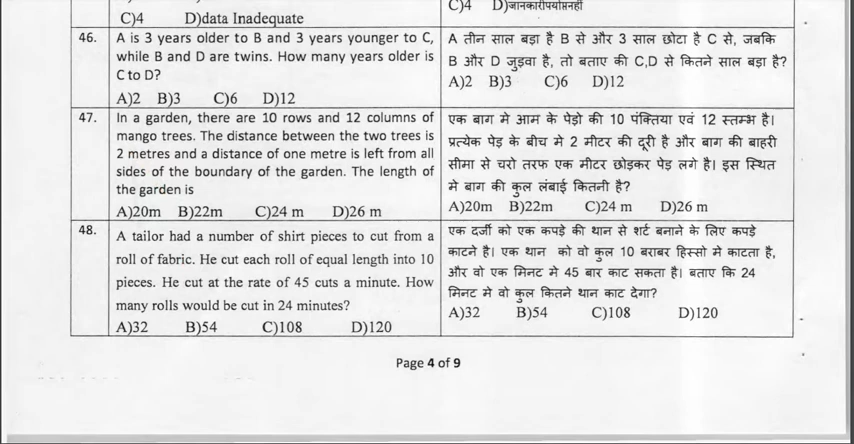 C)4 D)data Inadequate
C)4 D)जानकारीपर्याप्तनहीं
46.
A is 3 years older to B and 3 years younger to C,
while B and D are twins. How many years older is
C to D?
A)2 B)3 C)6 D)12
A तीन साल बड़ा है B से और 3 साल छोटा है C से, जबकि
B और D जुड़वा है, तो बताए की C,D से कितने साल बड़ा है?
A)2 B)3 C)6 D)12
47.
In a garden, there are 10 rows and 12 columns of
mango trees. The distance between the two trees is
2 metres and a distance of one metre is left from all
sides of the boundary of the garden. The length of
the garden is
A)20m B)22m C)24 m D)26 m
एक बाग मे आम के पेड़ो की 10 पंक्तिया एवं 12 स्तम्भ है।
प्रत्येक पेड़ के बीच मे 2 मीटर की दूरी है और बाग की बाहरी
सीमा से चरो तरफ एक मीटर छोड़कर पेड़ लगे है। इस स्थित
मे बाग की कुल लंबाई कितनी है?
A)20m B)22m C)24 m D)26 m
48.
A tailor had a number of shirt pieces to cut from a
roll of fabric. He cut each roll of equal length into 10
pieces. He cut at the rate of 45 cuts a minute. How
many rolls would be cut in 24 minutes?
A)32 B)54 C)108 D)120
एक दर्जी को एक कपड़े की थान से शर्ट बनाने के लिए कपड़े
काटने है। एक थान को वो कुल 10 बराबर हिस्सो मे काटता है,
और वो एक मिनट मे 45 बार काट सकता है। बताए कि 24
मिनट मे वो कुल कितने थान काट देगा?
A)32 B)54 C)108 D)120
Page 4 of 9